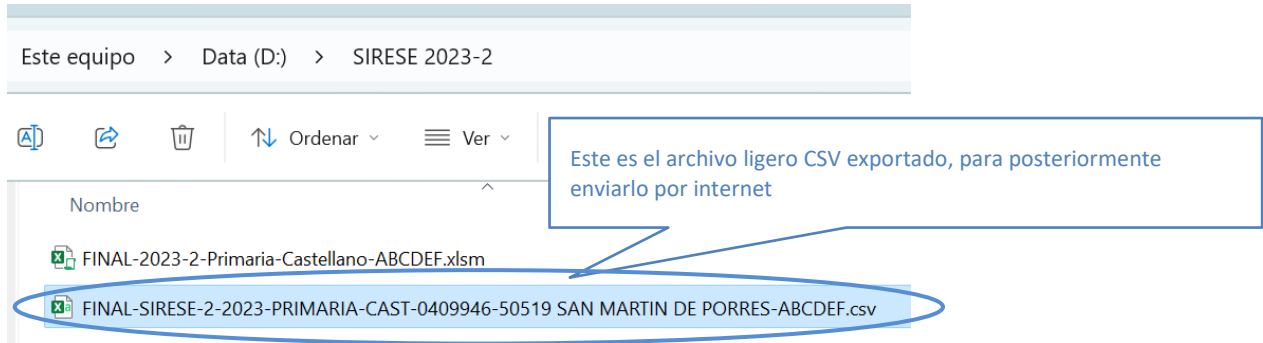 Este equipo > Data (D:) > SIRESE 2023-2
Ordenar
Ver
Este es el archivo ligero CSV exportado, para posteriormente
enviarlo por internet
Nombre
FINAL-2023-2-Primaria-Castellano-ABCDEF.xlsm
FINAL-SIRESE-2-2023-PRIMARIA-CAST-0409946-50519 SAN MARTIN DE PORRES-ABCDEF.csv